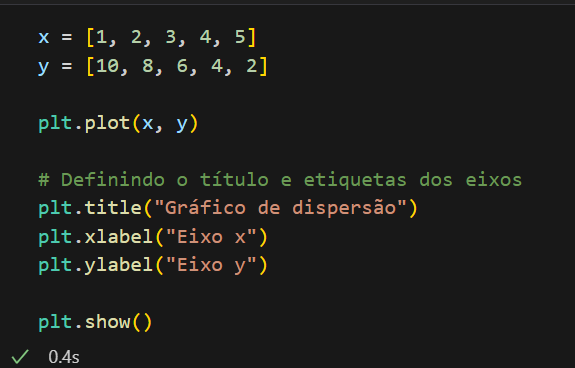 x = [1, 2, 3, 4, 5]
y = [10, 8, 6, 4, 2]
plt.plot(x, y)
# Definindo o título e etiquetas dos eixos
plt.title("Gráfico de dispersão")
plt.xlabel("Eixo x")
plt.ylabel("Eixo y")
plt.show()
0.4s